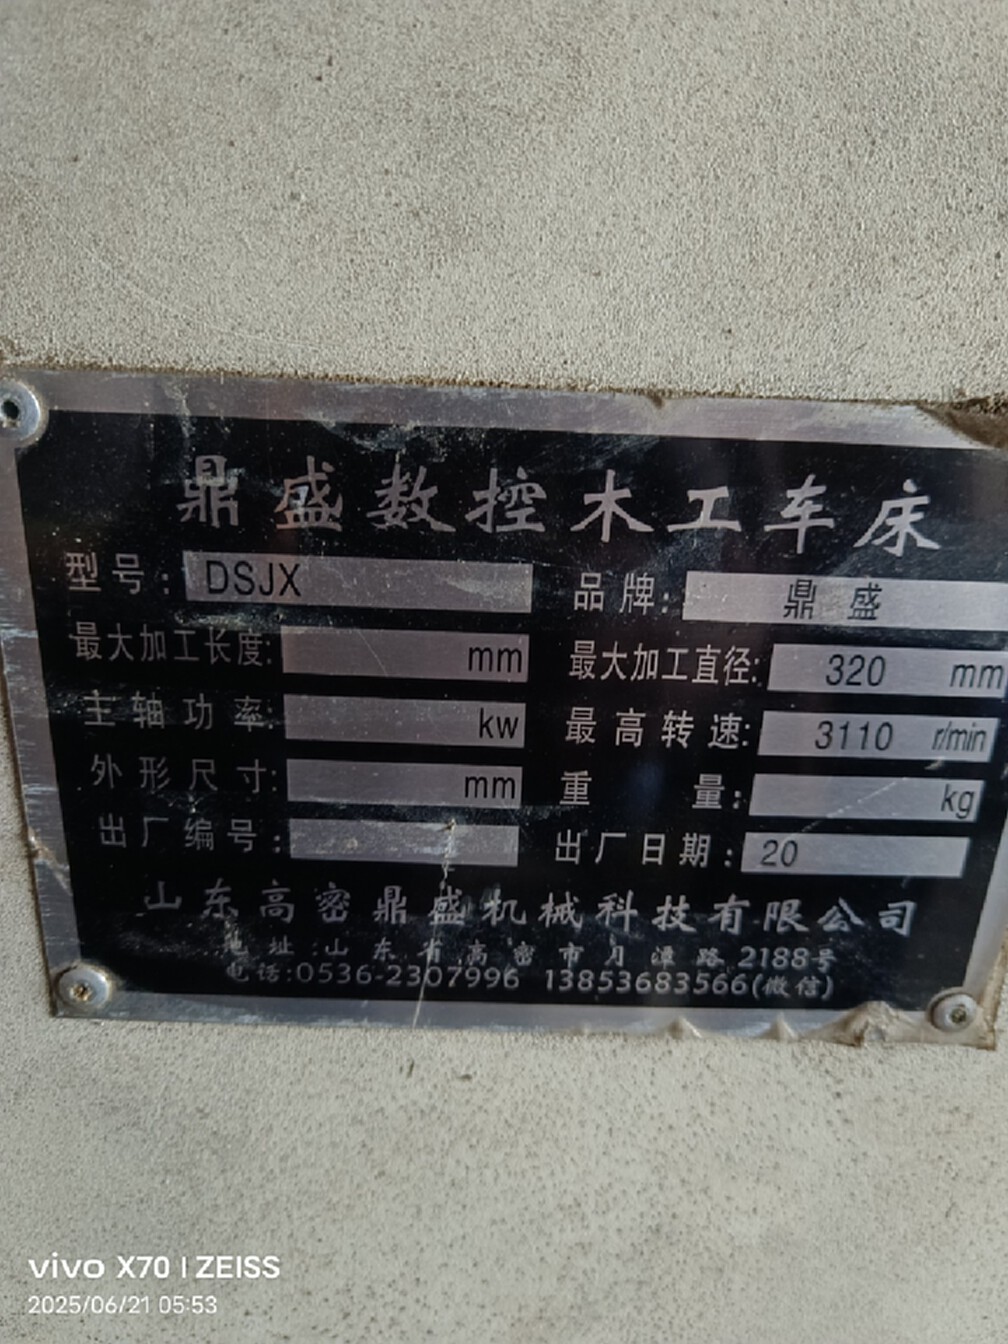 鼎盛数控木工车床
型号: DSJX 品牌: 鼎盛
最大加工长度: mm 最大加工直径: 320 mm
主轴功率: kw 最高转速: 3110 r/min
外形尺寸: mm 重量: kg
出厂编号: 出厂日期: 20
山东高密鼎盛机械科技有限公司
地址:山东省高密市月潭路2188号
电话:0536-2307996 13853683566(微信)
vivo X70 | ZEISS
2025/06/21 05:53